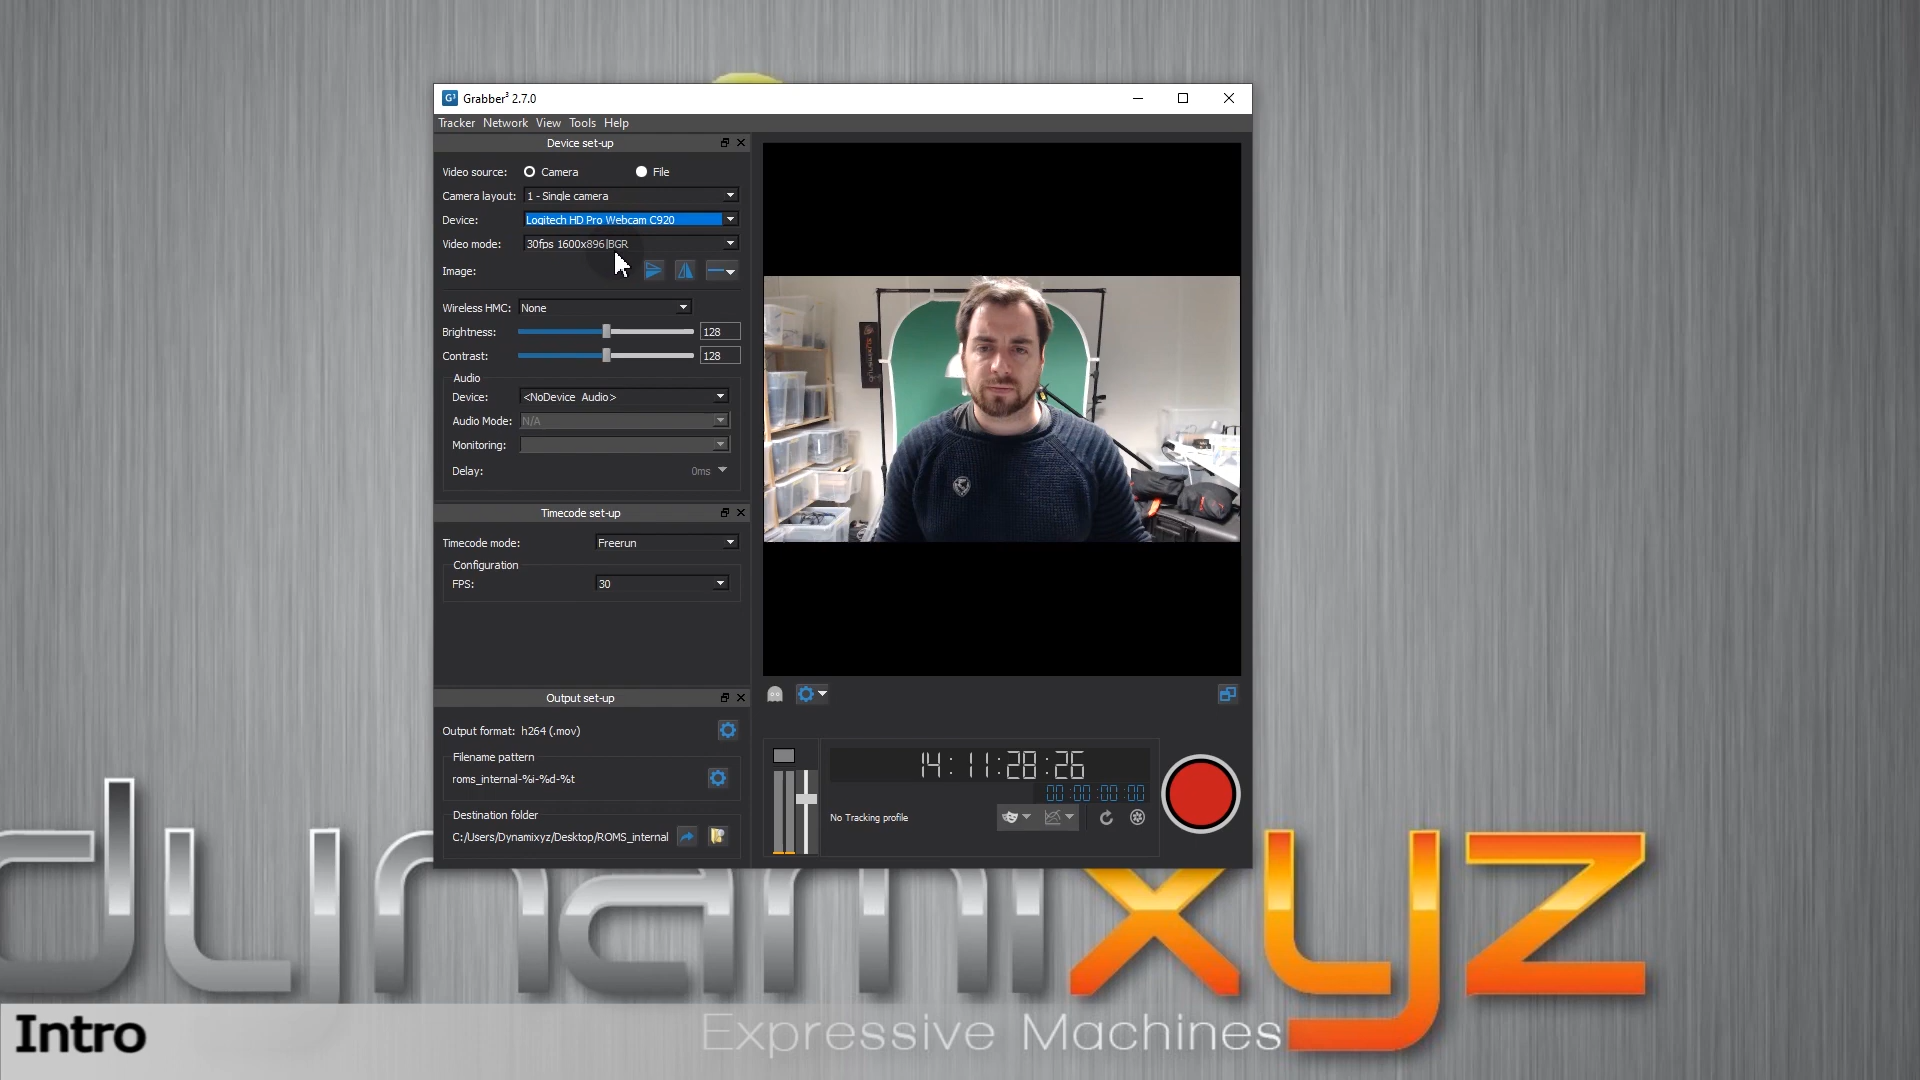 G³ Grabber³ 2.7.0
Tracker Network View Tools Help
Device set-up
Video source: Camera File
Camera layout: 1 - Single camera
Device: Logitech HD Pro Webcam C920
Video mode: 30fps 1600x896|BGR
Image:
Wireless HMC: None
Brightness: 128
Contrast: 128
Audio
Device: <NoDevice Audio>
Audio Mode: N/A
Monitoring:
Delay: 0ms
Timecode set-up
Timecode mode: Freerun
Configuration
FPS: 30
Output set-up
Output format: h264 (.mov)
Filename pattern
roms_internal-%i-%d-%t
Destination folder
C:/Users/Dynamixyz/Desktop/ROMS_internal
14:11:28:26
00:00:00:00
No Tracking profile
dynamixyz
Expressive Machines
Intro